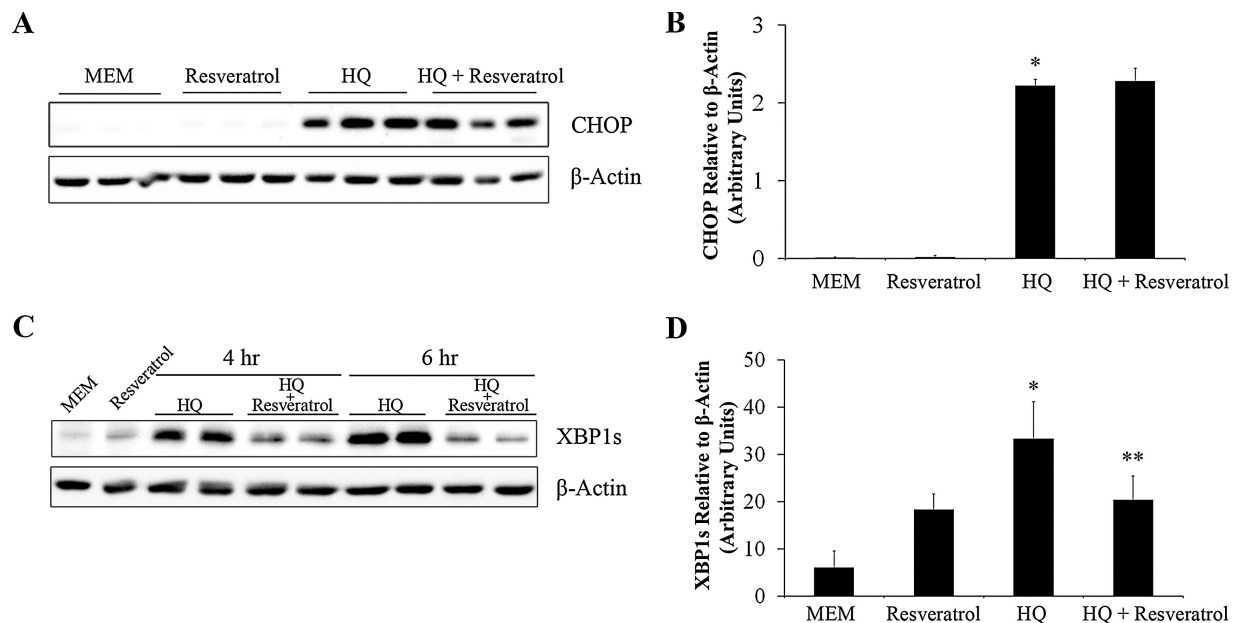 A
MEM Resveratrol HQ HQ + Resveratrol
CHOP
β-Actin
B
CHOP Relative to β-Actin
(Arbitrary Units)
3
2
1
0
*
MEM Resveratrol HQ HQ + Resveratrol
C
MEM
Resveratrol
4 hr
6 hr
HQ
HQ
+
Resveratrol
HQ
HQ
+
Resveratrol
XBP1s
β-Actin
D
XBP1s Relative to β-Actin
(Arbitrary Units)
50
40
30
20
10
0
*
**
MEM Resveratrol HQ HQ + Resveratrol